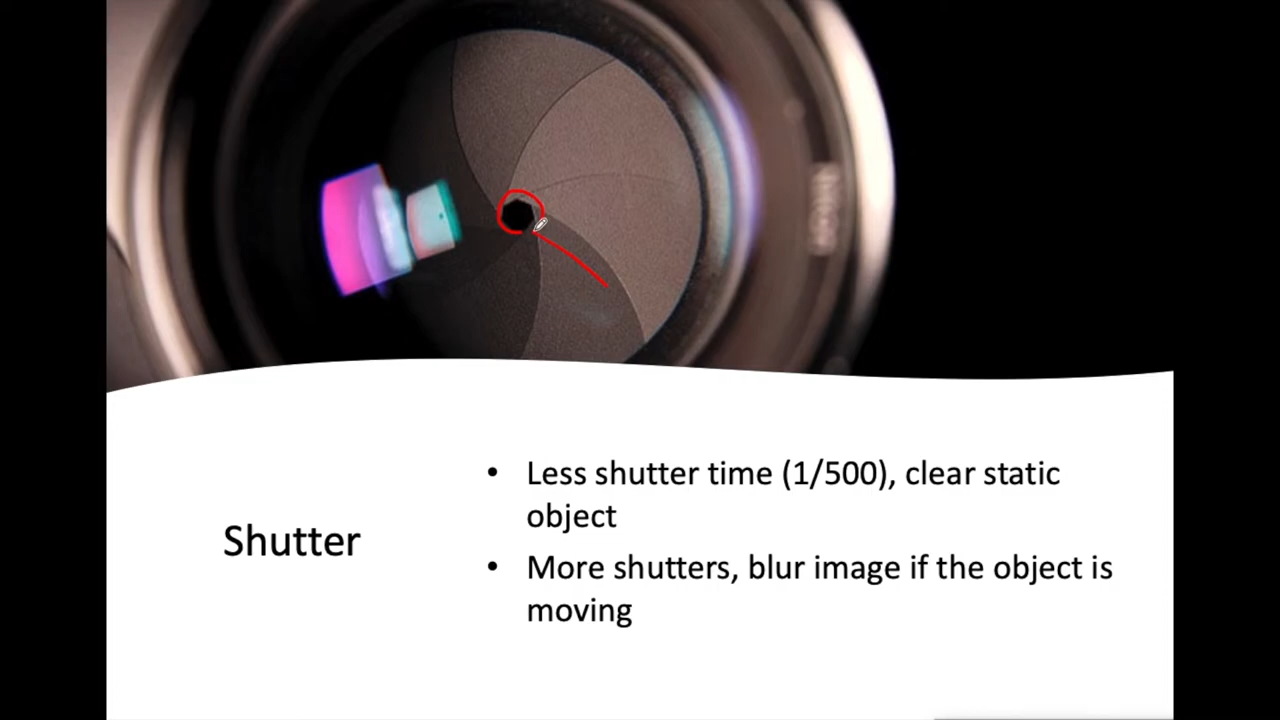 Shutter
• Less shutter time (1/500), clear static
object
• More shutters, blur image if the object is
moving